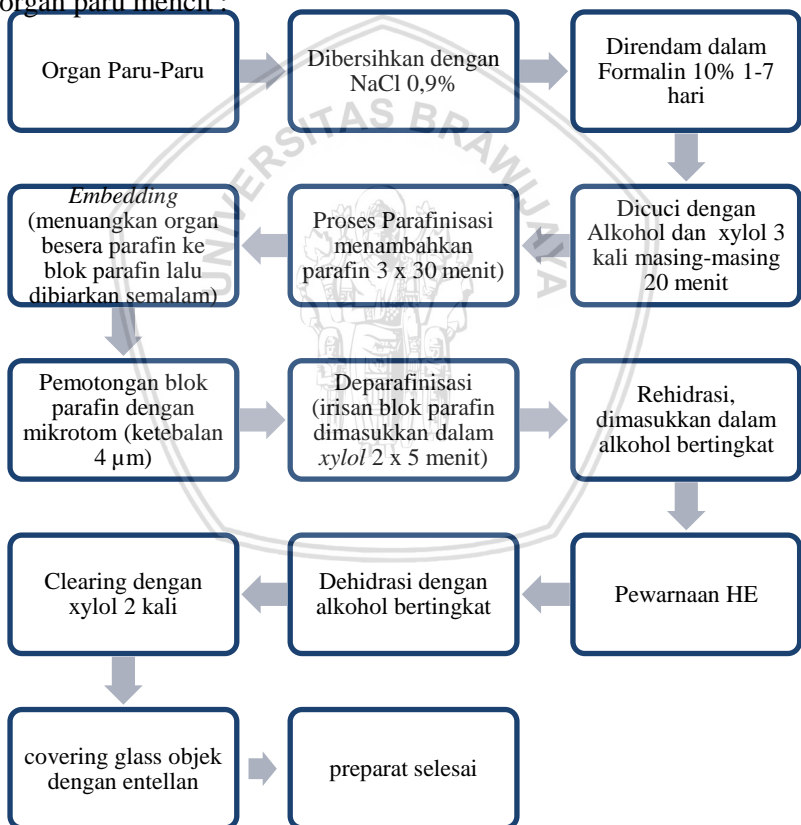 organ paru mencit :
Organ Paru-Paru
Dibersihkan dengan
NaCl 0,9%
Direndam dalam
Formalin 10% 1-7
hari
Dicuci dengan
Alkohol dan xylol 3
kali masing-masing
20 menit
Proses Parafinisasi
menambahkan
parafin 3 x 30 menit)
Embedding
(menuangkan organ
besera parafin ke
blok parafin lalu
dibiarkan semalam)
Pemotongan blok
parafin dengan
mikrotom (ketebalan
4 µm)
Deparafinisasi
(irisan blok parafin
dimasukkan dalam
xylol 2 x 5 menit)
Rehidrasi,
dimasukkan dalam
alkohol bertingkat
Pewarnaan HE
Dehidrasi dengan
alkohol bertingkat
Clearing dengan
xylol 2 kali
covering glass objek
dengan entellan
preparat selesai
UNIVERSITAS BRAWIJAYA